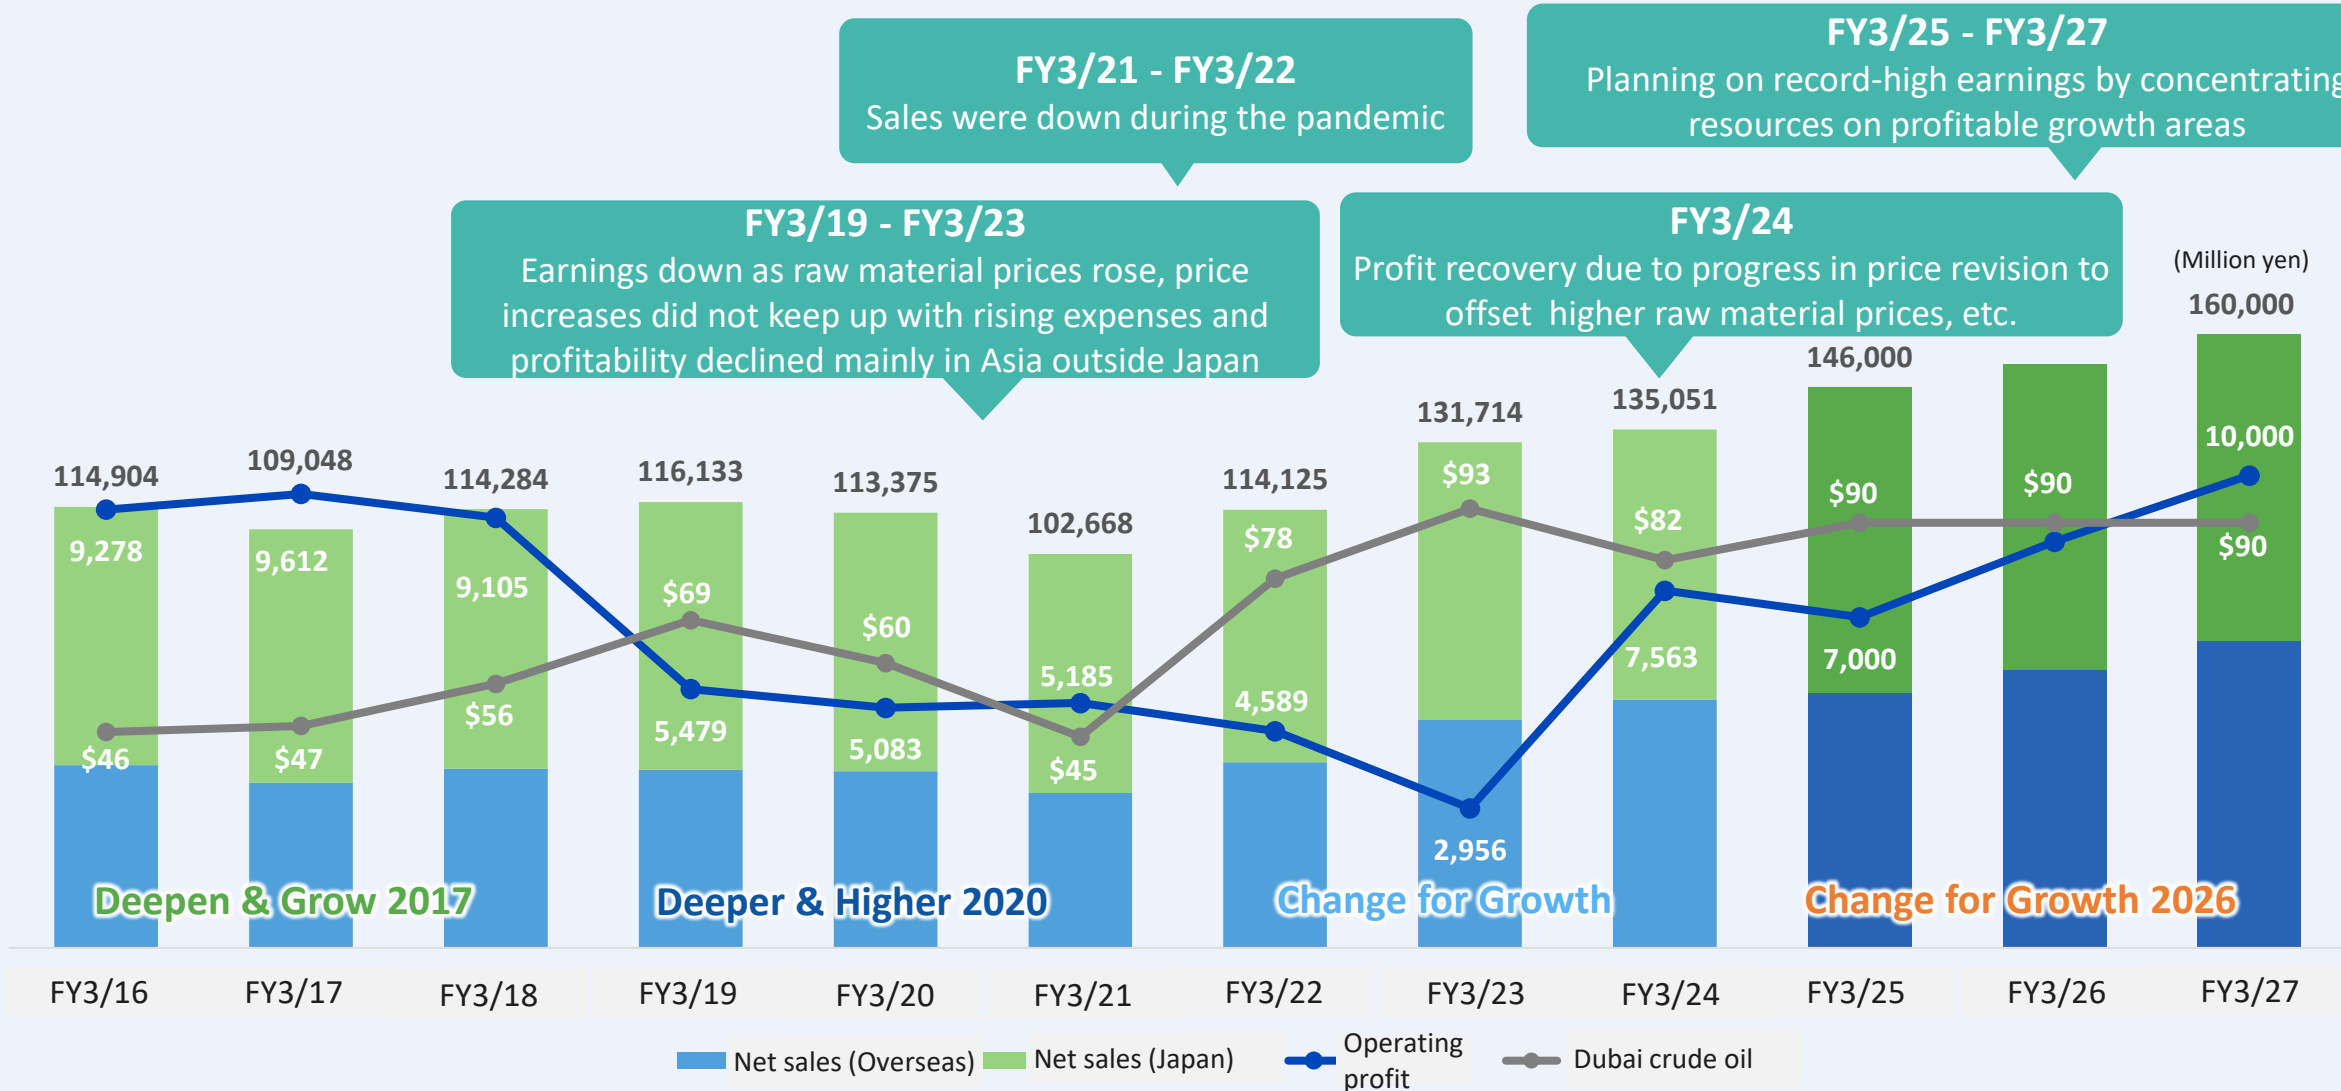 FY3/21 - FY3/22
Sales were down during the pandemic
FY3/25 - FY3/27
Planning on record-high earnings by concentrating
resources on profitable growth areas
FY3/19 - FY3/23
Earnings down as raw material prices rose, price
increases did not keep up with rising expenses and
profitability declined mainly in Asia outside Japan
FY3/24
Profit recovery due to progress in price revision to
offset higher raw material prices, etc.
(Million yen)
114,904
109,048
114,284
116,133
113,375
102,668
114,125
131,714
135,051
146,000
160,000
9,278
9,612
9,105
5,479
5,083
5,185
4,589
2,956
7,563
7,000
10,000
$46
$47
$56
$69
$60
$45
$78
$93
$82
$90
$90
$90
Deepen & Grow 2017
Deeper & Higher 2020
Change for Growth
Change for Growth 2026
FY3/16
FY3/17
FY3/18
FY3/19
FY3/20
FY3/21
FY3/22
FY3/23
FY3/24
FY3/25
FY3/26
FY3/27
Net sales (Overseas)
Net sales (Japan)
Operating
profit
Dubai crude oil